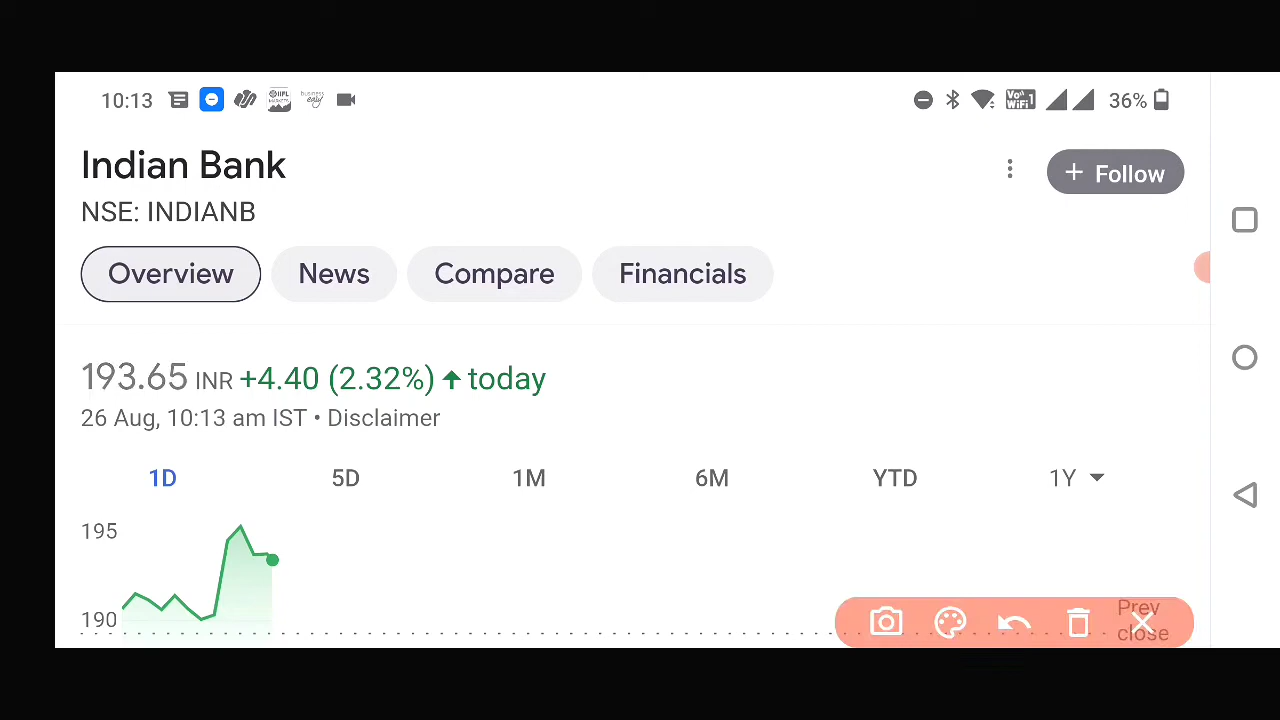 10:13 36%
Indian Bank
+ Follow
NSE: INDIANB
Overview News Compare Financials
193.65 INR +4.40 (2.32%) ↑ today
26 Aug, 10:13 am IST • Disclaimer
1D 5D 1M 6M YTD 1Y
195
190
Prev
close